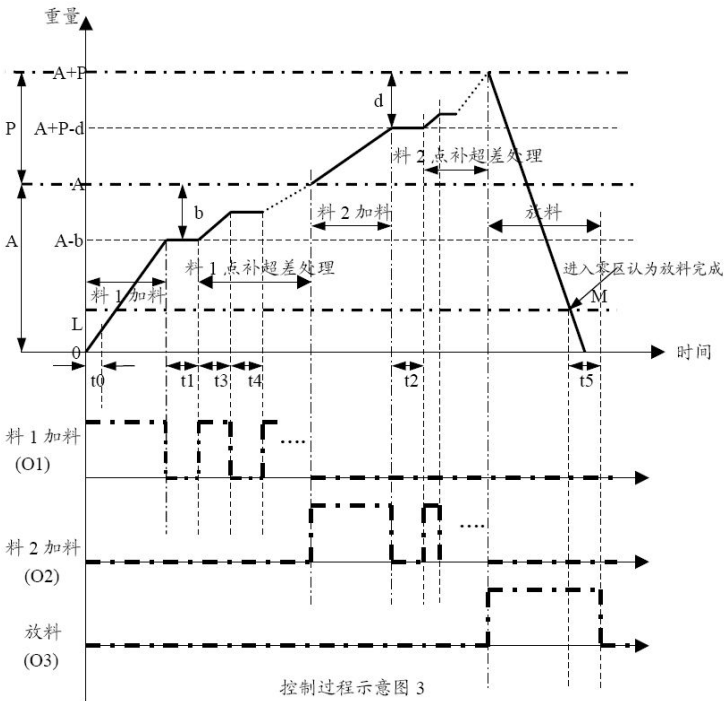 重量
A+P
P
d
A+P-d
料 2 点补超差处理
A
b
料 2 加料
放料
A
A-b
料 1 点补超差处理
进入零区认为放料完成
料 1 加料
M
L
0
时间
t0
t1
t3
t4
t2
t5
料 1 加料
(O1)
....
料 2 加料
(O2)
....
放料
(O3)
控制过程示意图 3